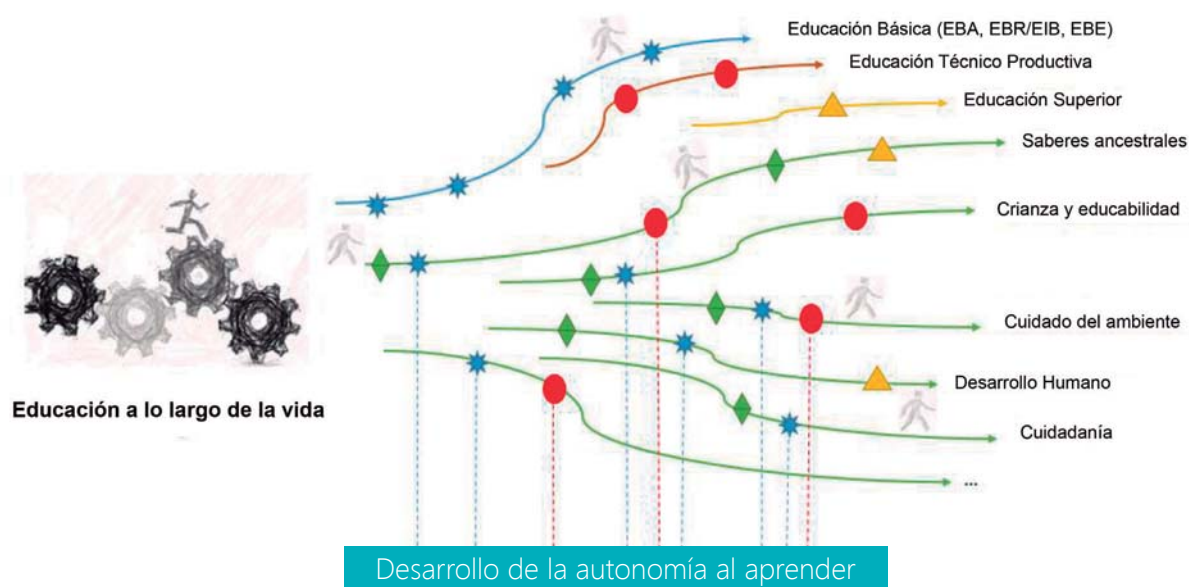 Educación Básica (EBA, EBR/EIB, EBE)
Educación Técnico Productiva
Educación Superior
Saberes ancestrales
Crianza y educabilidad
Cuidado del ambiente
Desarrollo Humano
Educación a lo largo de la vida
Cuidadanía
...
Desarrollo de la autonomía al aprender